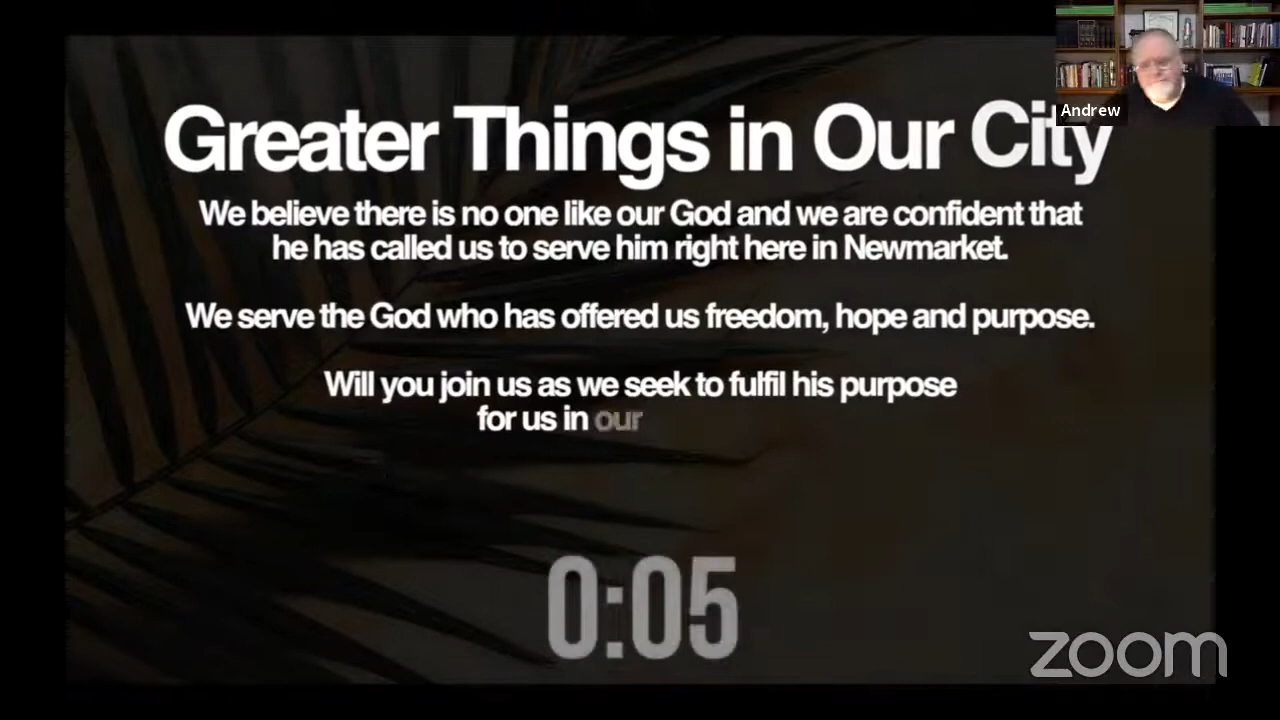 Greater Things in Our City
We believe there is no one like our God and we are confident that
he has called us to serve him right here in Newmarket.
We serve the God who has offered us freedom, hope and purpose.
Will you join us as we seek to fulfil his purpose
for us in our
0:05
Andrew
zoom